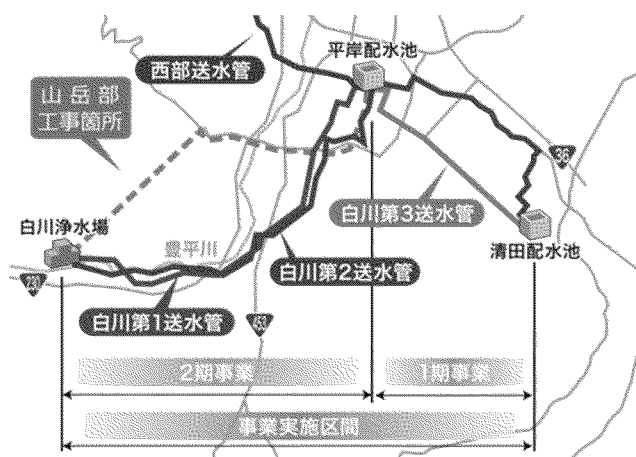 平岸配水池
西部送水管
山岳部
工事箇所
36
白川第3送水管
白川浄水場
豊平川
清田配水池
白川第2送水管
230
白川第1送水管
453
2期事業
1期事業
事業実施区間